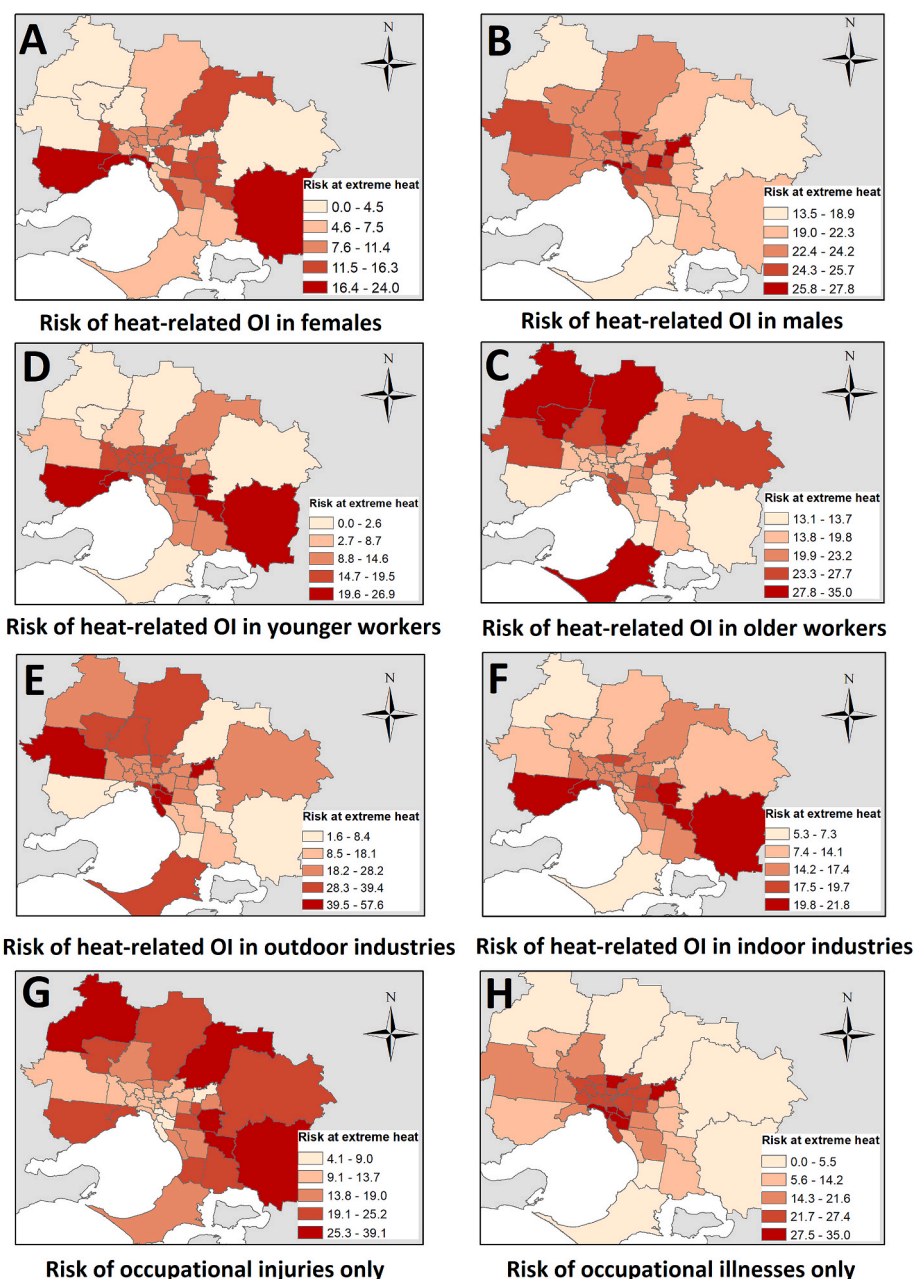 A
N
Risk at extreme heat
0.0 - 4.5
4.6 - 7.5
7.6 - 11.4
11.5 - 16.3
16.4 - 24.0
Risk of heat-related OI in females
B
N
Risk at extreme heat
13.5 - 18.9
19.0 - 22.3
22.4 - 24.2
24.3 - 25.7
25.8 - 27.8
Risk of heat-related OI in males
D
N
Risk at extreme heat
0.0 - 2.6
2.7 - 8.7
8.8 - 14.6
14.7 - 19.5
19.6 - 26.9
Risk of heat-related OI in younger workers
C
N
Risk at extreme heat
13.1 - 13.7
13.8 - 19.8
19.9 - 23.2
23.3 - 27.7
27.8 - 35.0
Risk of heat-related OI in older workers
E
N
Risk at extreme heat
1.6 - 8.4
8.5 - 18.1
18.2 - 28.2
28.3 - 39.4
39.5 - 57.6
Risk of heat-related OI in outdoor industries
F
N
Risk at extreme heat
5.3 - 7.3
7.4 - 14.1
14.2 - 17.4
17.5 - 19.7
19.8 - 21.8
Risk of heat-related OI in indoor industries
G
N
Risk at extreme heat
4.1 - 9.0
9.1 - 13.7
13.8 - 19.0
19.1 - 25.2
25.3 - 39.1
Risk of occupational injuries only
H
N
Risk at extreme heat
0.0 - 5.5
5.6 - 14.2
14.3 - 21.6
21.7 - 27.4
27.5 - 35.0
Risk of occupational illnesses only